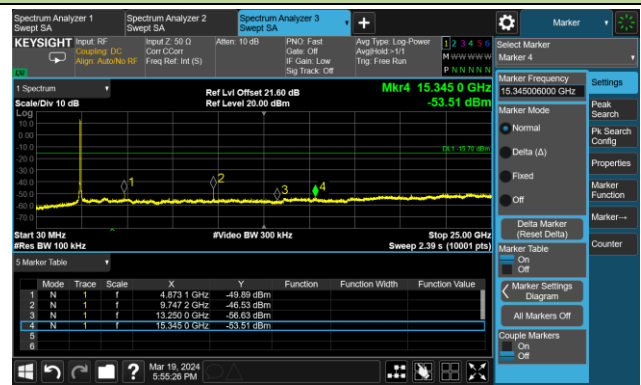 Spectrum Analyzer 1
Swept SA
Spectrum Analyzer 2
Swept SA
Spectrum Analyzer 3
Swept SA
Marker
KEYSIGHT
Input: RF
Coupling: DC
Align: Auto/No RF
Input Z: 50 Ω
Corr CCorr
Freq Ref: Int (S)
Atten: 10 dB
PNO: Fast
Gate: Off
IF Gain: Low
Sig Track: Off
Avg Type: Log-Power
Avg|Hold:>1/1
Trig: Free Run
1 2 3 4 5 6
M W W W W W
P N N N N N
LU
Select Marker
Marker 4
1 Spectrum
Scale/Div 10 dB
Ref Lvl Offset 21.60 dB
Ref Level 20.00 dBm
Mkr4 15.345 0 GHz
-53.51 dBm
Log
10.0
0.00
-10.0
-20.0
-30.0
-40.0
-50.0
-60.0
-70.0
DL1 -15.70 dBm
1
2
3
4
Start 30 MHz
#Res BW 100 kHz
#Video BW 300 kHz
Stop 25.00 GHz
Sweep 2.39 s (10001 pts)
5 Marker Table
Mode Trace Scale X Y Function Function Width Function Value
1 N 1 f 4.873 1 GHz -49.89 dBm
2 N 1 f 9.747 2 GHz -46.53 dBm
3 N 1 f 13.250 0 GHz -56.63 dBm
4 N 1 f 15.345 0 GHz -53.51 dBm
5
6
Marker Frequency
15.345006000 GHz
Marker Mode
Normal
Delta (Δ)
Fixed
Off
Delta Marker
(Reset Delta)
Marker Table
On
Off
Marker Settings
Diagram
All Markers Off
Couple Markers
On
Off
Settings
Peak
Search
Pk Search
Config
Properties
Marker
Function
Marker→
Counter
?
Mar 19, 2024
5:55:26 PM